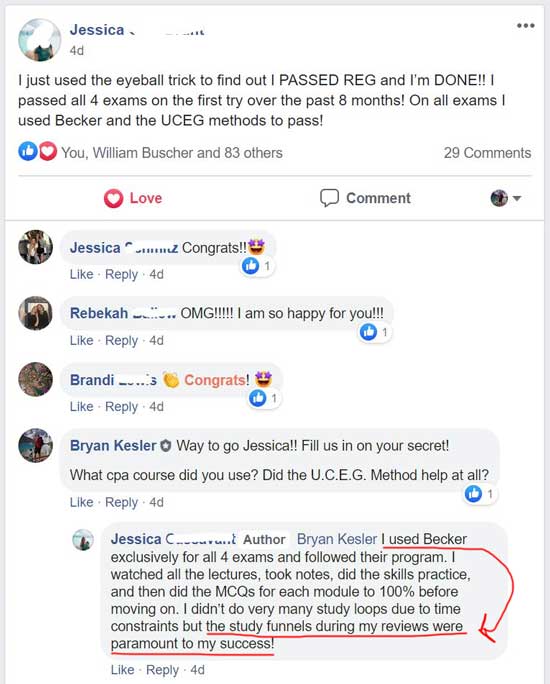 Jessica
4d
I just used the eyeball trick to find out I PASSED REG and I'm DONE!! I
passed all 4 exams on the first try over the past 8 months! On all exams I
used Becker and the UCEG methods to pass!
You, William Buscher and 83 others 29 Comments
Love Comment
Jessica Congrats!!
1
Like · Reply · 4d
Rebekah OMG!!!!! I am so happy for you!!!
1
Like · Reply · 4d
Brandi Congrats!
1
Like · Reply · 4d
Bryan Kesler Way to go Jessica!! Fill us in on your secret!
What cpa course did you use? Did the U.C.E.G. Method help at all?
1
Like · Reply · 4d
Jessica Author Bryan Kesler I used Becker
exclusively for all 4 exams and followed their program. I
watched all the lectures, took notes, did the skills practice,
and then did the MCQs for each module to 100% before
moving on. I didn't do very many study loops due to time
constraints but the study funnels during my reviews were
paramount to my success!
Like · Reply · 4d